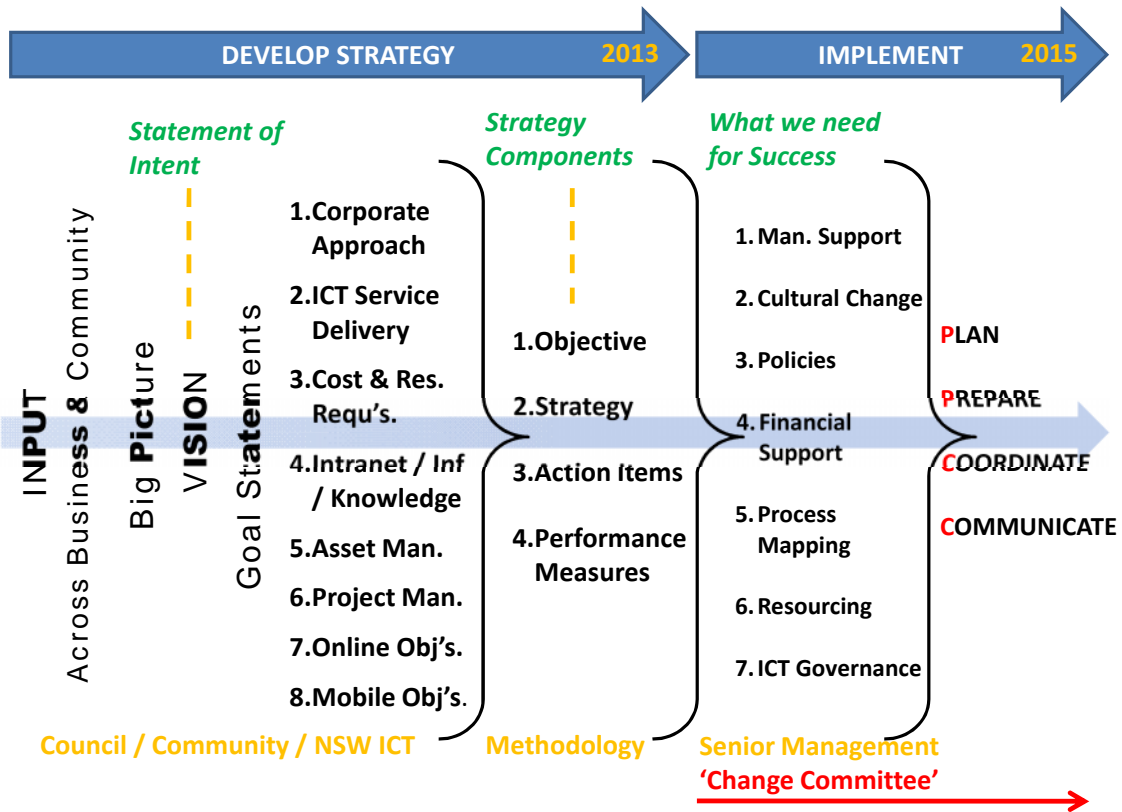 DEVELOP STRATEGY 2013
IMPLEMENT 2015
Statement of
Intent
Strategy
Components
What we need
for Success
INPUT
Across Business & Community
Big Picture
VISION
Goal Statements
1.Corporate
Approach
2.ICT Service
Delivery
3.Cost & Res.
Requ's.
4.Intranet / Inf
/ Knowledge
5.Asset Man.
6.Project Man.
7.Online Obj's.
8.Mobile Obj's.
1.Objective
2.Strategy
3.Action Items
4.Performance
Measures
1. Man. Support
2. Cultural Change
3. Policies
4. Financial
Support
5. Process
Mapping
6. Resourcing
7. ICT Governance
PLAN
PREPARE
COORDINATE
COMMUNICATE
Council / Community / NSW ICT
Methodology
Senior Management
'Change Committee'